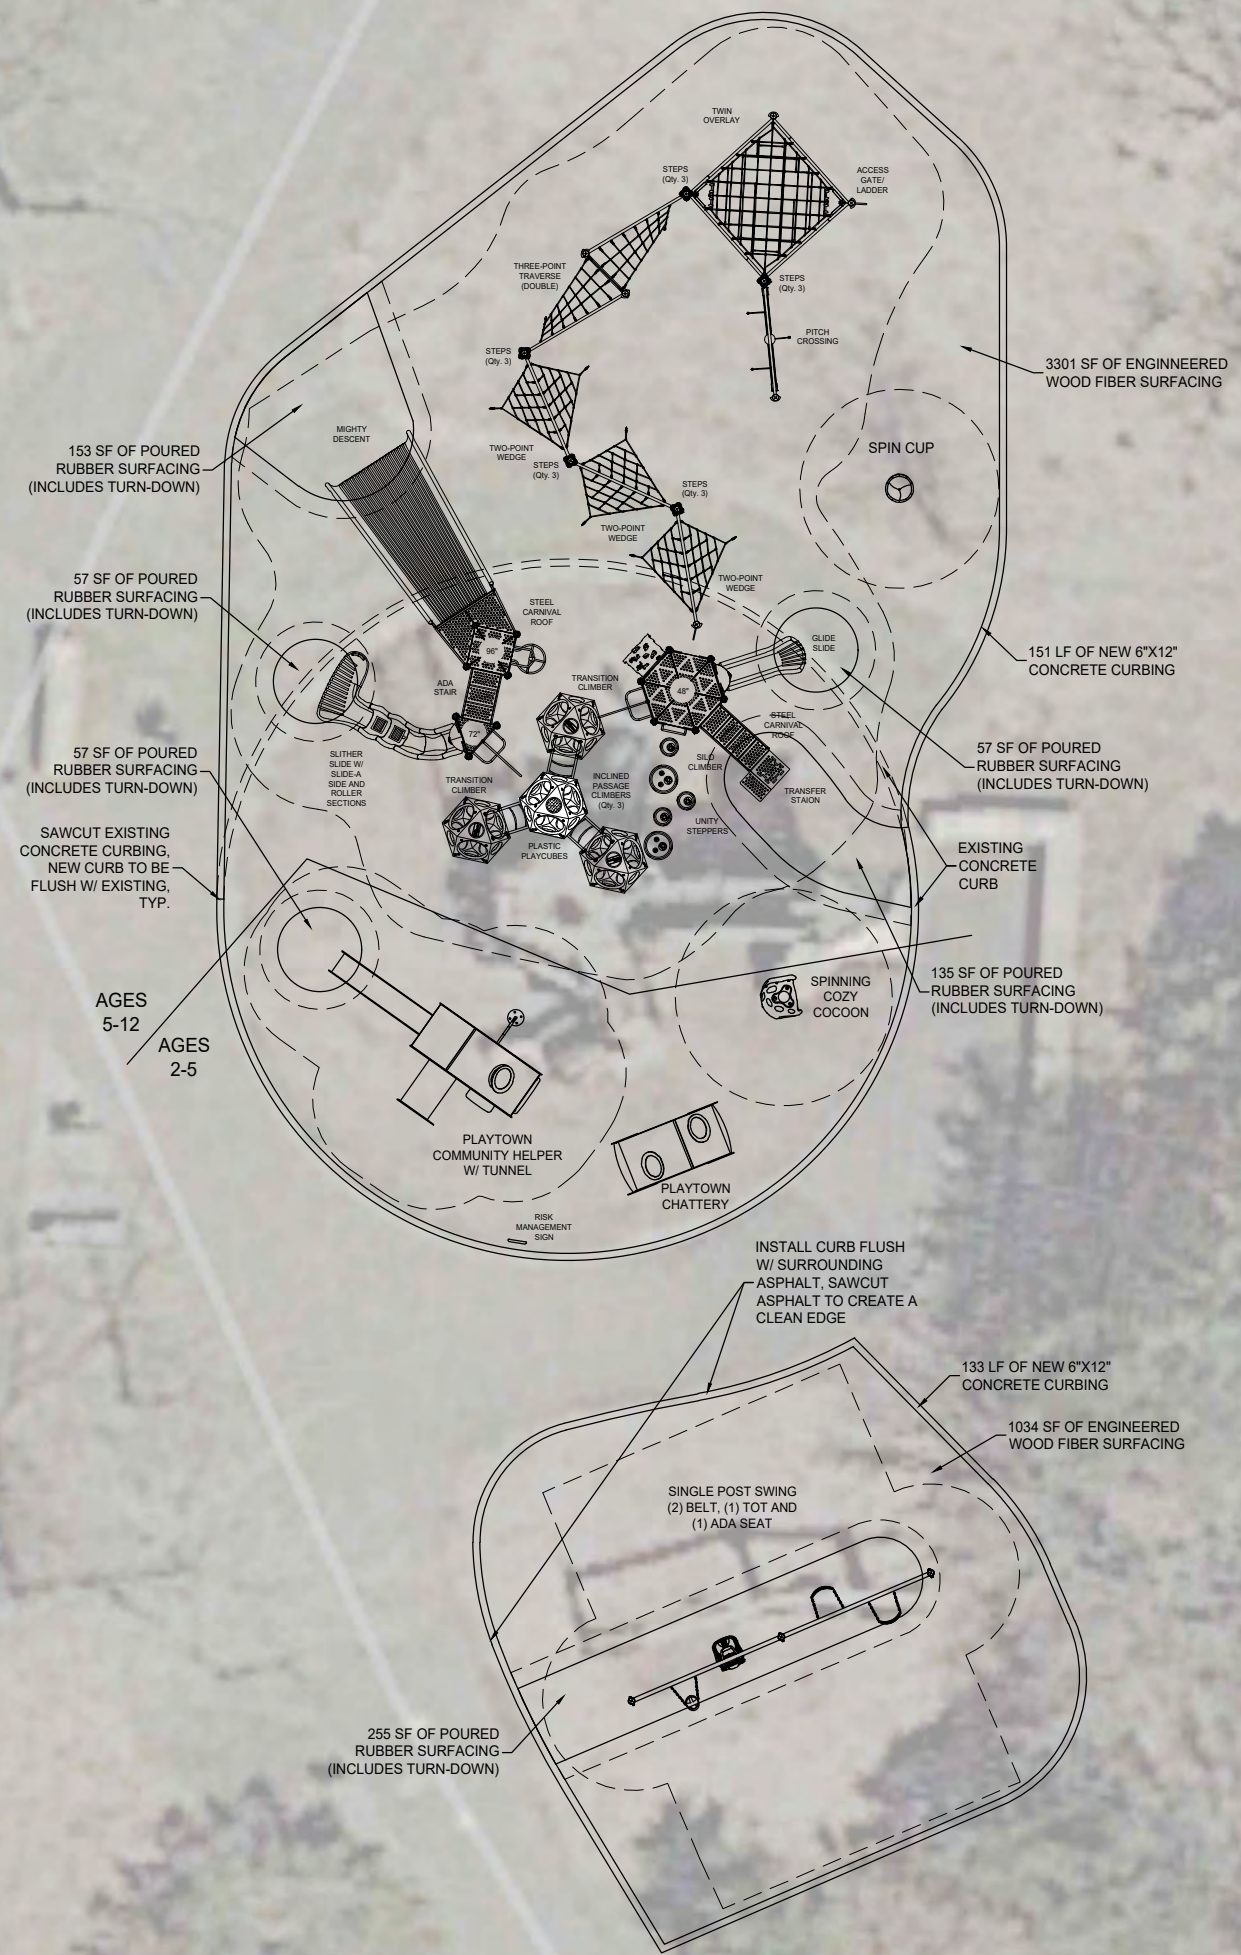 TWIN
OVERLAY
STEPS
(Qty. 3)
ACCESS
GATE/
LADDER
THREE-POINT
TRAVERSE
(DOUBLE)
STEPS
(Qty. 3)
PITCH
CROSSING
STEPS
(Qty. 3)
3301 SF OF ENGINNEERED
WOOD FIBER SURFACING
MIGHTY
DESCENT
153 SF OF POURED
RUBBER SURFACING
(INCLUDES TURN-DOWN)
TWO-POINT
WEDGE
STEPS
(Qty. 3)
SPIN CUP
STEPS
(Qty. 3)
TWO-POINT
WEDGE
57 SF OF POURED
RUBBER SURFACING
(INCLUDES TURN-DOWN)
TWO-POINT
WEDGE
STEEL
CARNIVAL
ROOF
GLIDE
SLIDE
151 LF OF NEW 6"X12"
CONCRETE CURBING
96"
ADA
STAIR
TRANSITION
CLIMBER
48"
72"
STEEL
CARNIVAL
ROOF
57 SF OF POURED
RUBBER SURFACING
(INCLUDES TURN-DOWN)
57 SF OF POURED
RUBBER SURFACING
(INCLUDES TURN-DOWN)
SLITHER
SLIDE W/
SLIDE-A
SIDE AND
ROLLER
SECTIONS
TRANSITION
CLIMBER
INCLINED
PASSAGE
CLIMBERS
(Qty. 3)
SILO
CLIMBER
TRANSFER
STAION
UNITY
STEPPERS
PLASTIC
PLAYCUBES
SAWCUT EXISTING
CONCRETE CURBING,
NEW CURB TO BE
FLUSH W/ EXISTING,
TYP.
EXISTING
CONCRETE
CURB
AGES
5-12
AGES
2-5
SPINNING
COZY
COCOON
135 SF OF POURED
RUBBER SURFACING
(INCLUDES TURN-DOWN)
PLAYTOWN
COMMUNITY HELPER
W/ TUNNEL
PLAYTOWN
CHATTERY
RISK
MANAGEMENT
SIGN
INSTALL CURB FLUSH
W/ SURROUNDING
ASPHALT, SAWCUT
ASPHALT TO CREATE A
CLEAN EDGE
133 LF OF NEW 6"X12"
CONCRETE CURBING
1034 SF OF ENGINEERED
WOOD FIBER SURFACING
SINGLE POST SWING
(2) BELT, (1) TOT AND
(1) ADA SEAT
255 SF OF POURED
RUBBER SURFACING
(INCLUDES TURN-DOWN)